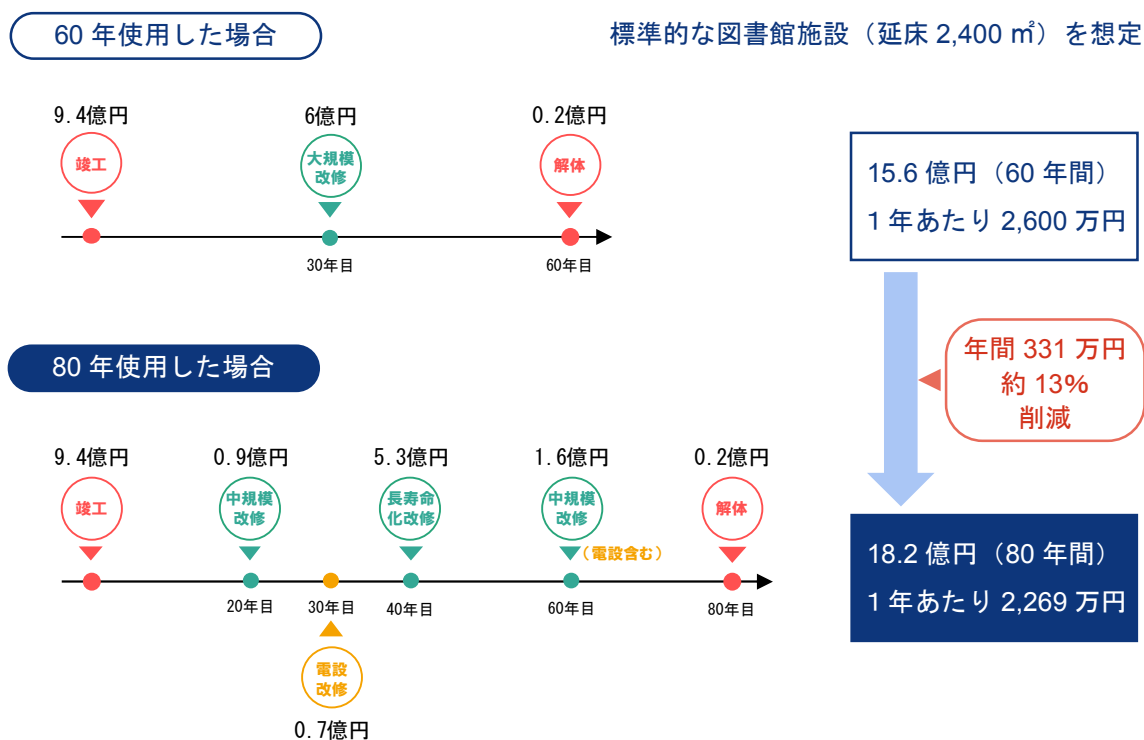 60 年使用した場合
標準的な図書館施設（延床 2,400 ㎡）を想定
9.4億円
6億円
0.2億円
竣工
大規模
改修
解体
30年目
60年目
15.6 億円（60 年間）
1 年あたり 2,600 万円
年間 331 万円
約 13%
削減
80 年使用した場合
9.4億円
0.9億円
5.3億円
1.6億円
0.2億円
竣工
中規模
改修
長寿命
化改修
中規模
改修
解体
（電設含む）
20年目
30年目
40年目
60年目
80年目
電設
改修
0.7億円
18.2 億円（80 年間）
1 年あたり 2,269 万円